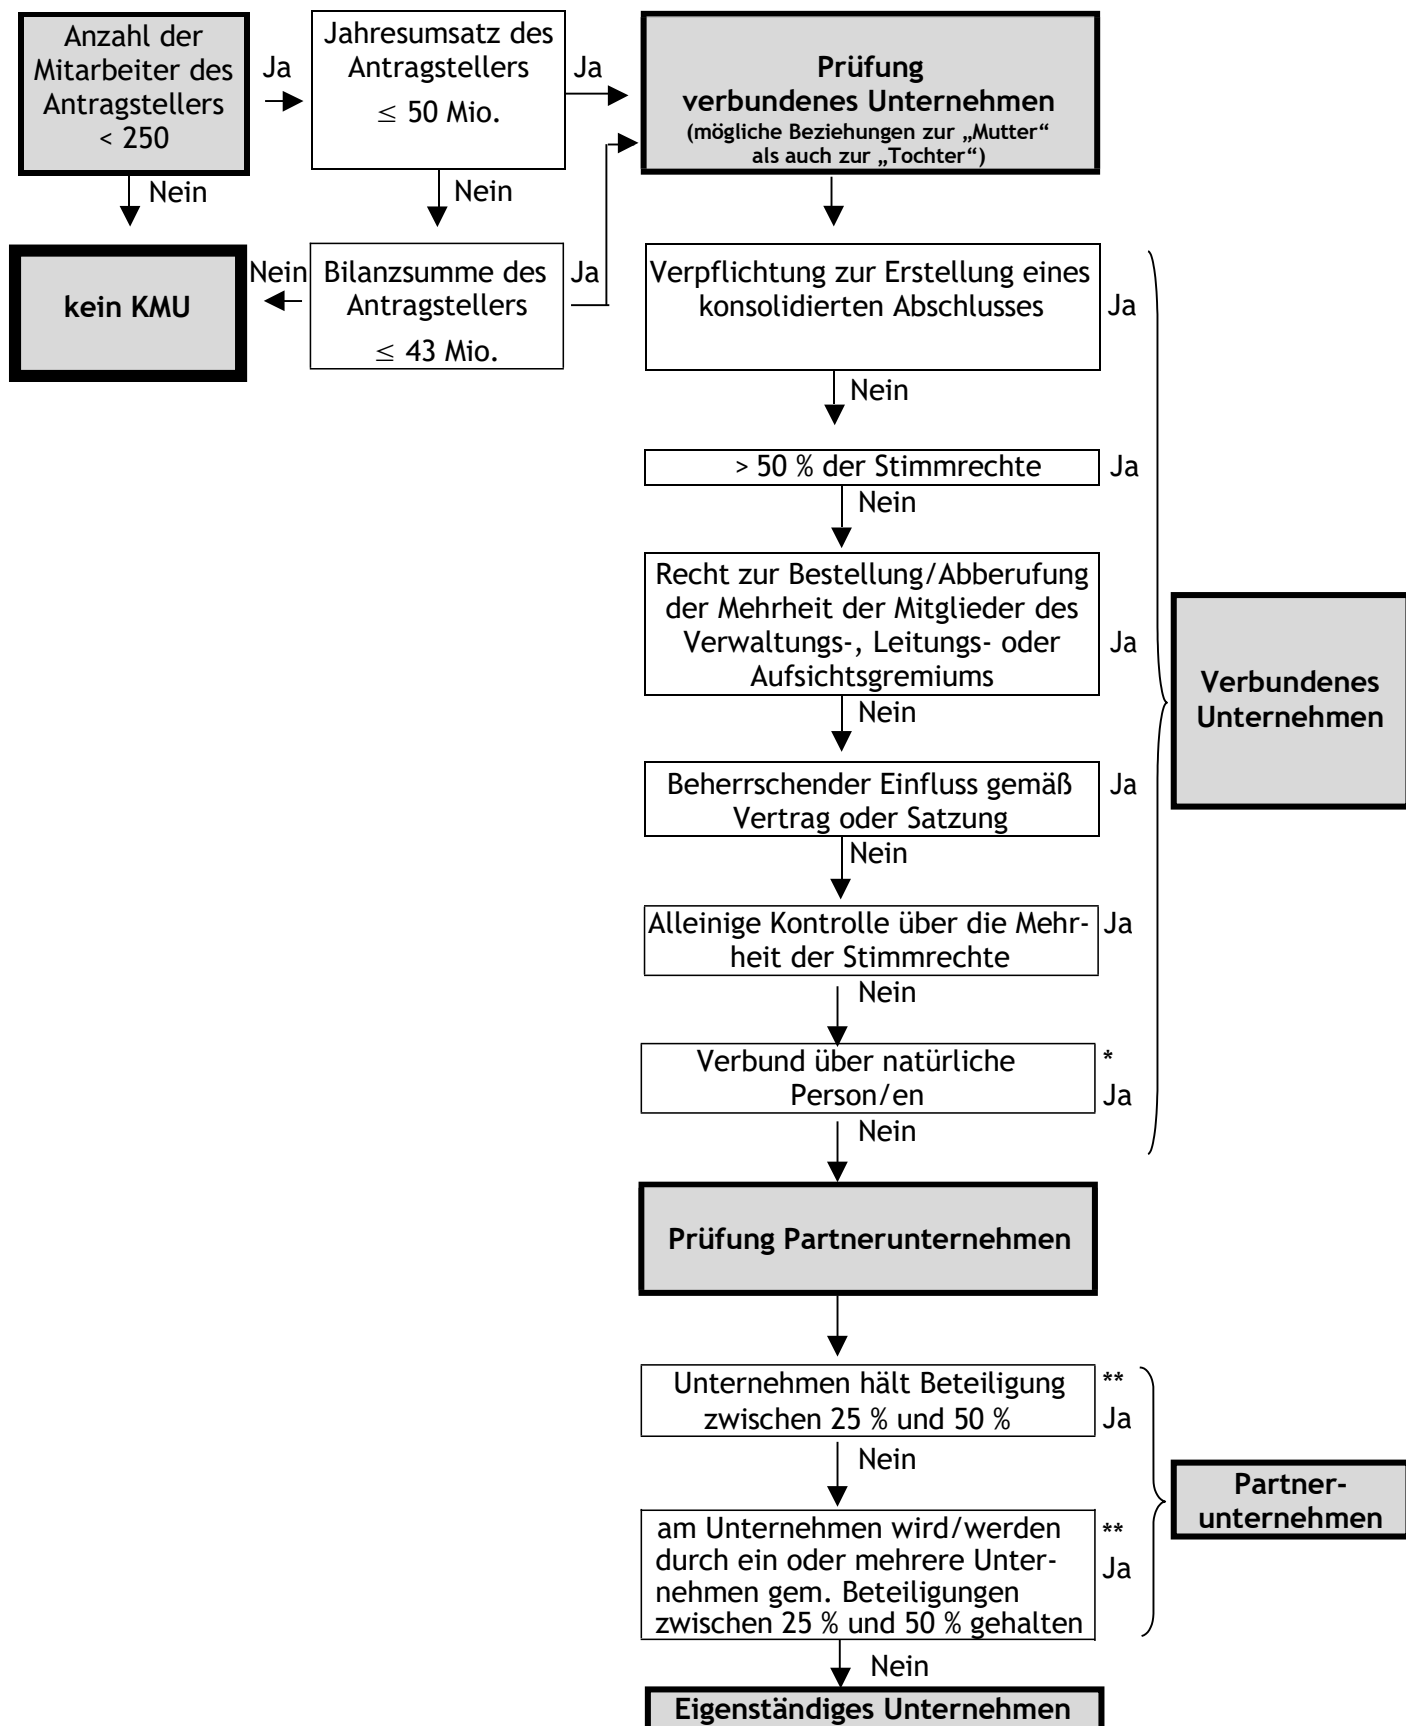 Anzahl der
Mitarbeiter des
Antragstellers
< 250
Ja
Jahresumsatz des
Antragstellers
≤ 50 Mio.
Ja
Prüfung
verbundenes Unternehmen
(mögliche Beziehungen zur „Mutter“
als auch zur „Tochter“)
Nein
Nein
kein KMU
Nein
Bilanzsumme des
Antragstellers
≤ 43 Mio.
Ja
Verpflichtung zur Erstellung eines
konsolidierten Abschlusses
Ja
Nein
> 50 % der Stimmrechte
Ja
Nein
Recht zur Bestellung/Abberufung
der Mehrheit der Mitglieder des
Verwaltungs-, Leitungs- oder
Aufsichtsgremiums
Ja
Verbundenes
Unternehmen
Nein
Beherrschender Einfluss gemäß
Vertrag oder Satzung
Ja
Nein
Alleinige Kontrolle über die Mehr-
heit der Stimmrechte
Ja
Nein
Verbund über natürliche
Person/en
*
Ja
Nein
Prüfung Partnerunternehmen
Unternehmen hält Beteiligung
zwischen 25 % und 50 %
**
Ja
Nein
Partner-
unternehmen
am Unternehmen wird/werden
durch ein oder mehrere Unter-
nehmen gem. Beteiligungen
zwischen 25 % und 50 % gehalten
**
Ja
Nein
Eigenständiges Unternehmen